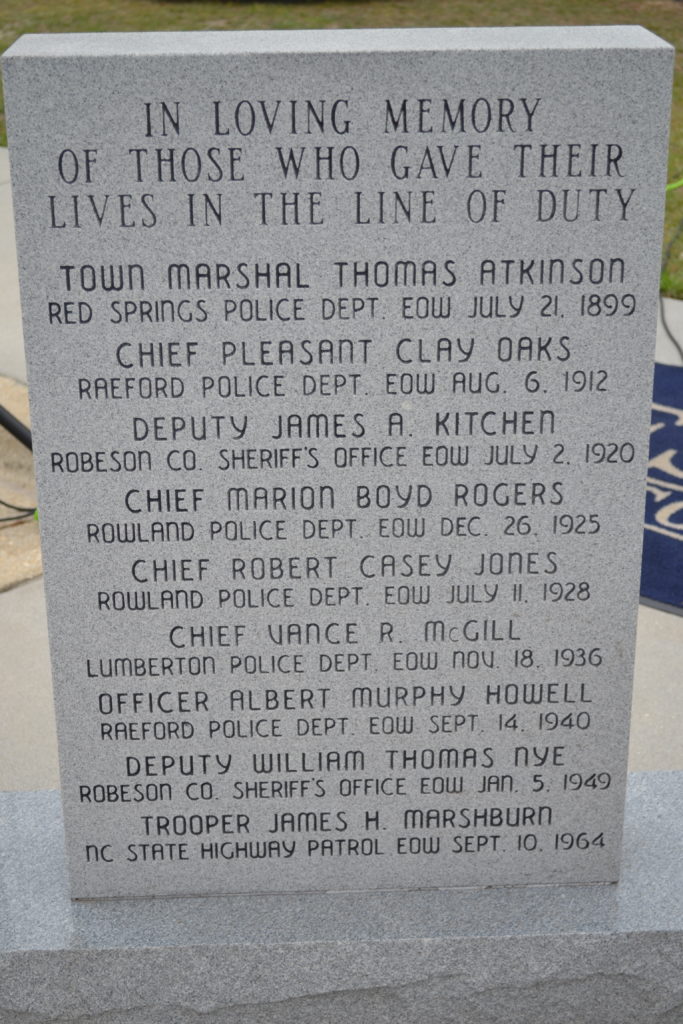 IN LOVING MEMORY
OF THOSE WHO GAVE THEIR
LIVES IN THE LINE OF DUTY
TOWN MARSHAL THOMAS ATKINSON
RED SPRINGS POLICE DEPT. EOW JULY 21, 1899
CHIEF PLEASANT CLAY OAKS
RAEFORD POLICE DEPT. EOW AUG. 6, 1912
DEPUTY JAMES A. KITCHEN
ROBESON CO. SHERIFF'S OFFICE EOW JULY 2, 1920
CHIEF MARION BOYD ROGERS
ROWLAND POLICE DEPT. EOW DEC. 26, 1925
CHIEF ROBERT CASEY JONES
ROWLAND POLICE DEPT. EOW JULY 11, 1928
CHIEF VANCE R. McGILL
LUMBERTON POLICE DEPT. EOW NOV. 18, 1936
OFFICER ALBERT MURPHY HOWELL
RAEFORD POLICE DEPT. EOW SEPT. 14, 1940
DEPUTY WILLIAM THOMAS NYE
ROBESON CO. SHERIFF'S OFFICE EOW JAN. 5, 1949
TROOPER JAMES H. MARSHBURN
NC STATE HIGHWAY PATROL EOW SEPT. 10, 1964